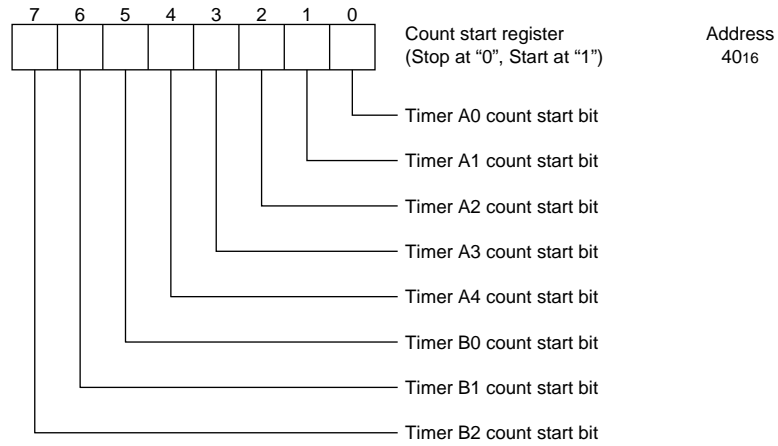 7 6 5 4 3 2 1 0
Count start register Address
(Stop at “0”, Start at “1”) 4016
Timer A0 count start bit
Timer A1 count start bit
Timer A2 count start bit
Timer A3 count start bit
Timer A4 count start bit
Timer B0 count start bit
Timer B1 count start bit
Timer B2 count start bit